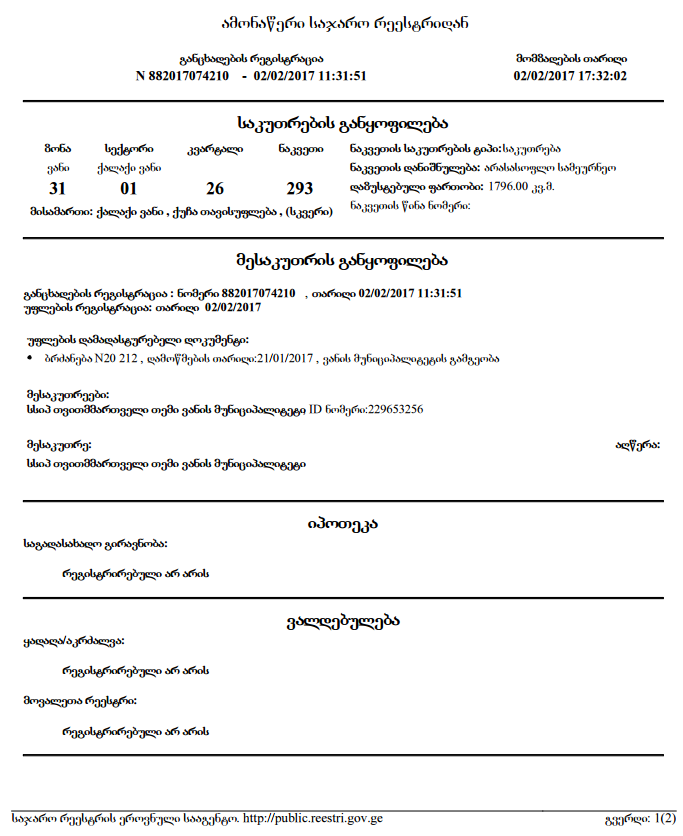 ამონაწერი საჯარო რეესტრიდან
განცხადების რეგისტრაცია
N 882017074210 - 02/02/2017 11:31:51
მომზადების თარიღი
02/02/2017 17:32:02
საკუთრების განყოფილება
ზონა სექტორი კვარტალი ნაკვეთი
ვანი ქალაქი ვანი
31 01 26 293
მისამართი: ქალაქი ვანი , ქუჩა თავისუფლება , (სკვერი)
ნაკვეთის საკუთრების ტიპი:საკუთრება
ნაკვეთის დანიშნულება: არასასოფლო სამეურნეო
დაზუსტებული ფართობი: 1796.00 კვ.მ.
ნაკვეთის წინა ნომერი:
მესაკუთრის განყოფილება
განცხადების რეგისტრაცია : ნომერი 882017074210 , თარიღი 02/02/2017 11:31:51
უფლების რეგისტრაცია: თარიღი 02/02/2017
უფლების დამადასტურებელი დოკუმენტი:
• ბრძანება N20 212 , დამოწმების თარიღი:21/01/2017 , ვანის მუნიციპალიტეტის გამგეობა
მესაკუთრეები:
სსიპ თვითმმართველი თემი ვანის მუნიციპალიტეტი ID ნომერი:229653256
მესაკუთრე: აღწერა:
სსიპ თვითმმართველი თემი ვანის მუნიციპალიტეტი
იპოთეკა
საგადასახადო გირავნობა:
რეგისტრირებული არ არის
ვალდებულება
ყადაღა/აკრძალვა:
რეგისტრირებული არ არის
მოვალეთა რეესტრი:
რეგისტრირებული არ არის
საჯარო რეესტრის ეროვნული სააგენტო. http://public.reestri.gov.ge გვერდი: 1(2)